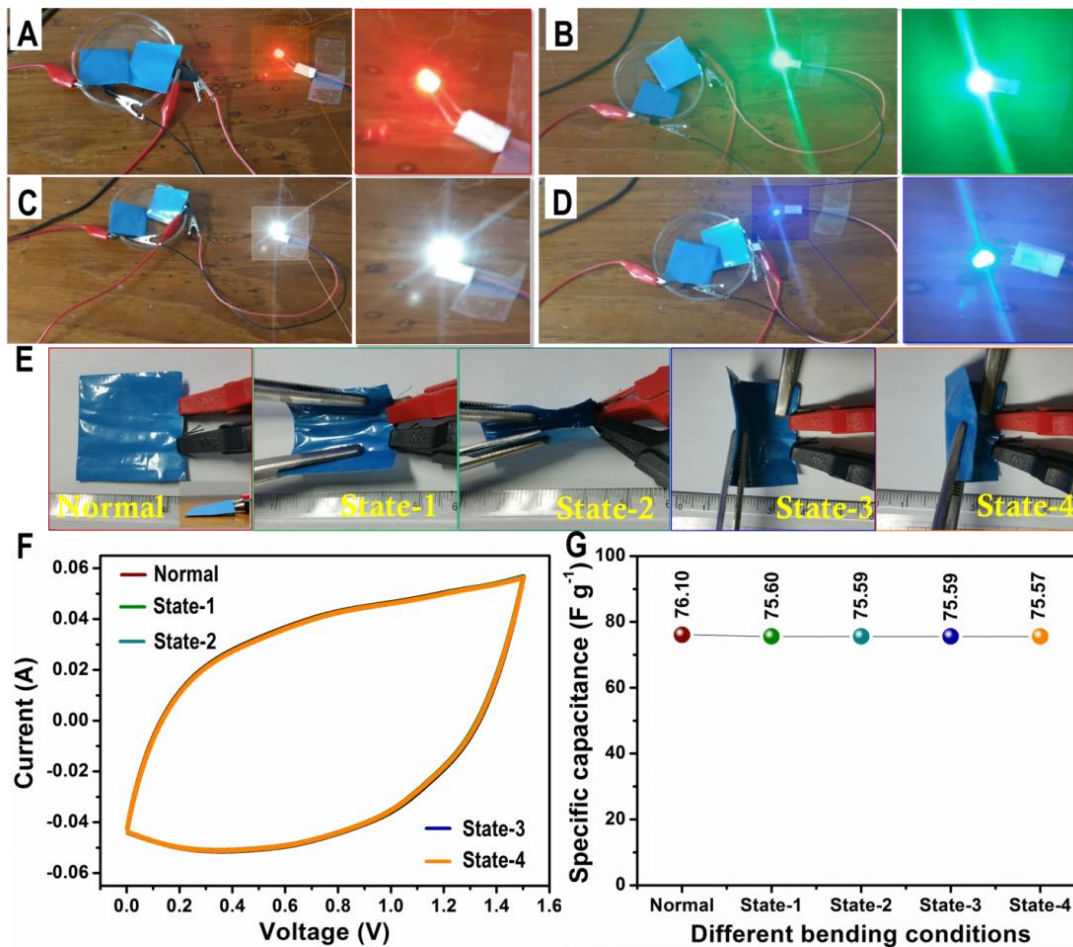 A
B
C
D
E
Normal
State-1
State-2
State-3
State-4
F
Normal
State-1
State-2
State-3
State-4
0.06
0.04
0.02
0.00
-0.02
-0.04
-0.06
Current (A)
0.0 0.2 0.4 0.6 0.8 1.0 1.2 1.4 1.6
Voltage (V)
G
100
80
60
40
20
0
Specific capacitance (F g⁻¹)
76.10
75.60
75.59
75.59
75.57
Normal State-1 State-2 State-3 State-4
Different bending conditions